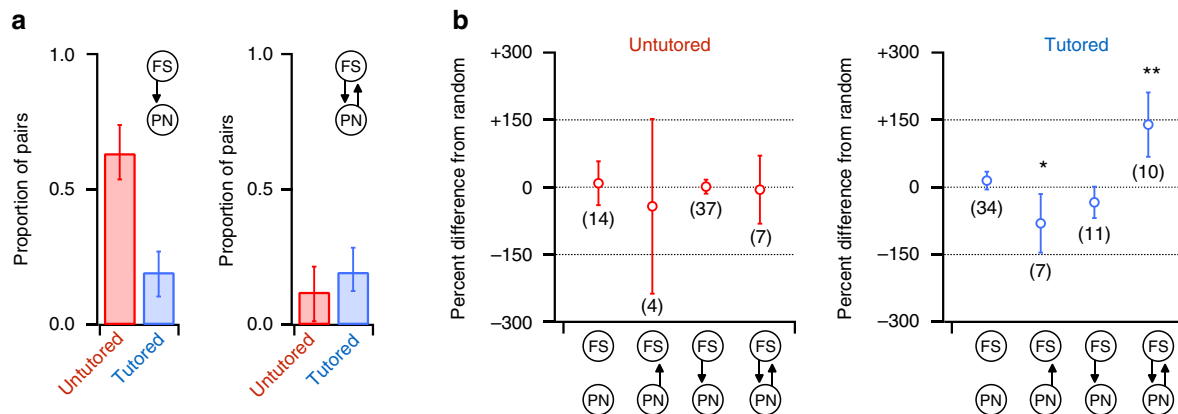 a
Proportion of pairs
1.0
0.5
0.0
FS
PN
Untutored
Tutored
Proportion of pairs
1.0
0.5
0.0
FS
PN
Untutored
Tutored
b
Untutored
Percent difference from random
+300
+150
0
−150
−300
(14)
(4)
(37)
(7)
FS FS FS FS
PN PN PN PN
Tutored
Percent difference from random
+300
+150
0
−150
−300
(34)
*
(7)
(11)
**
(10)
FS FS FS FS
PN PN PN PN